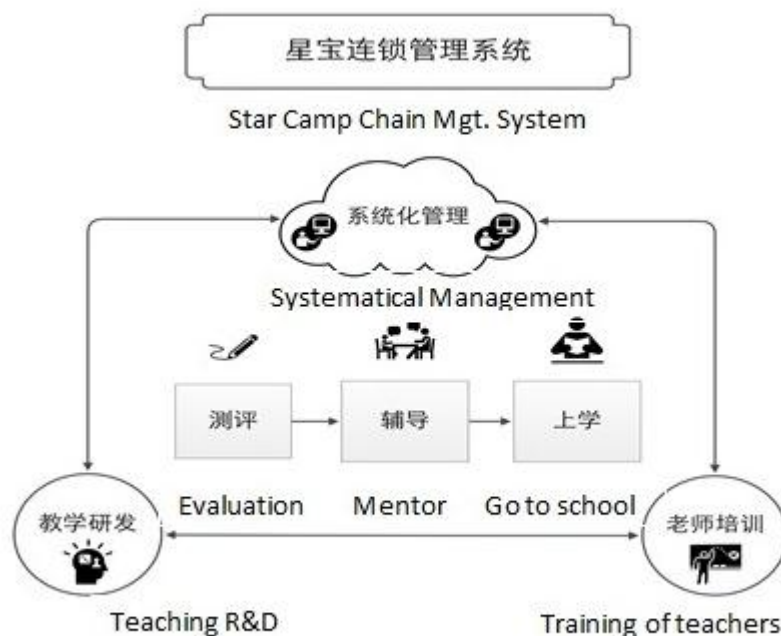 星宝连锁管理系统
Star Camp Chain Mgt. System
系统化管理
Systematical Management
测评
辅导
上学
Evaluation
Mentor
Go to school
教学研发
老师培训
Teaching R&D
Training of teachers